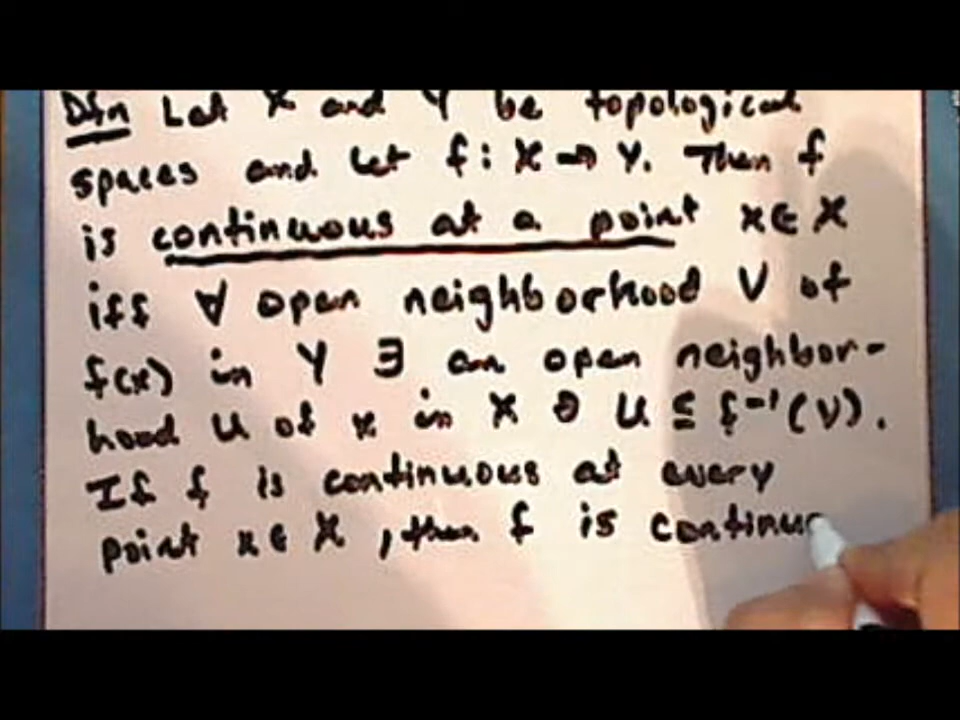 Dfn Let X and Y be topological
spaces and let f: X → Y. Then f
is continuous at a point x ∈ X
iff ∀ open neighborhood V of
f(x) in Y ∃ an open neighbor-
hood U of x in X ∋ U ⊆ f⁻¹(V).
If f is continuous at every
point x ∈ X, then f is continuo